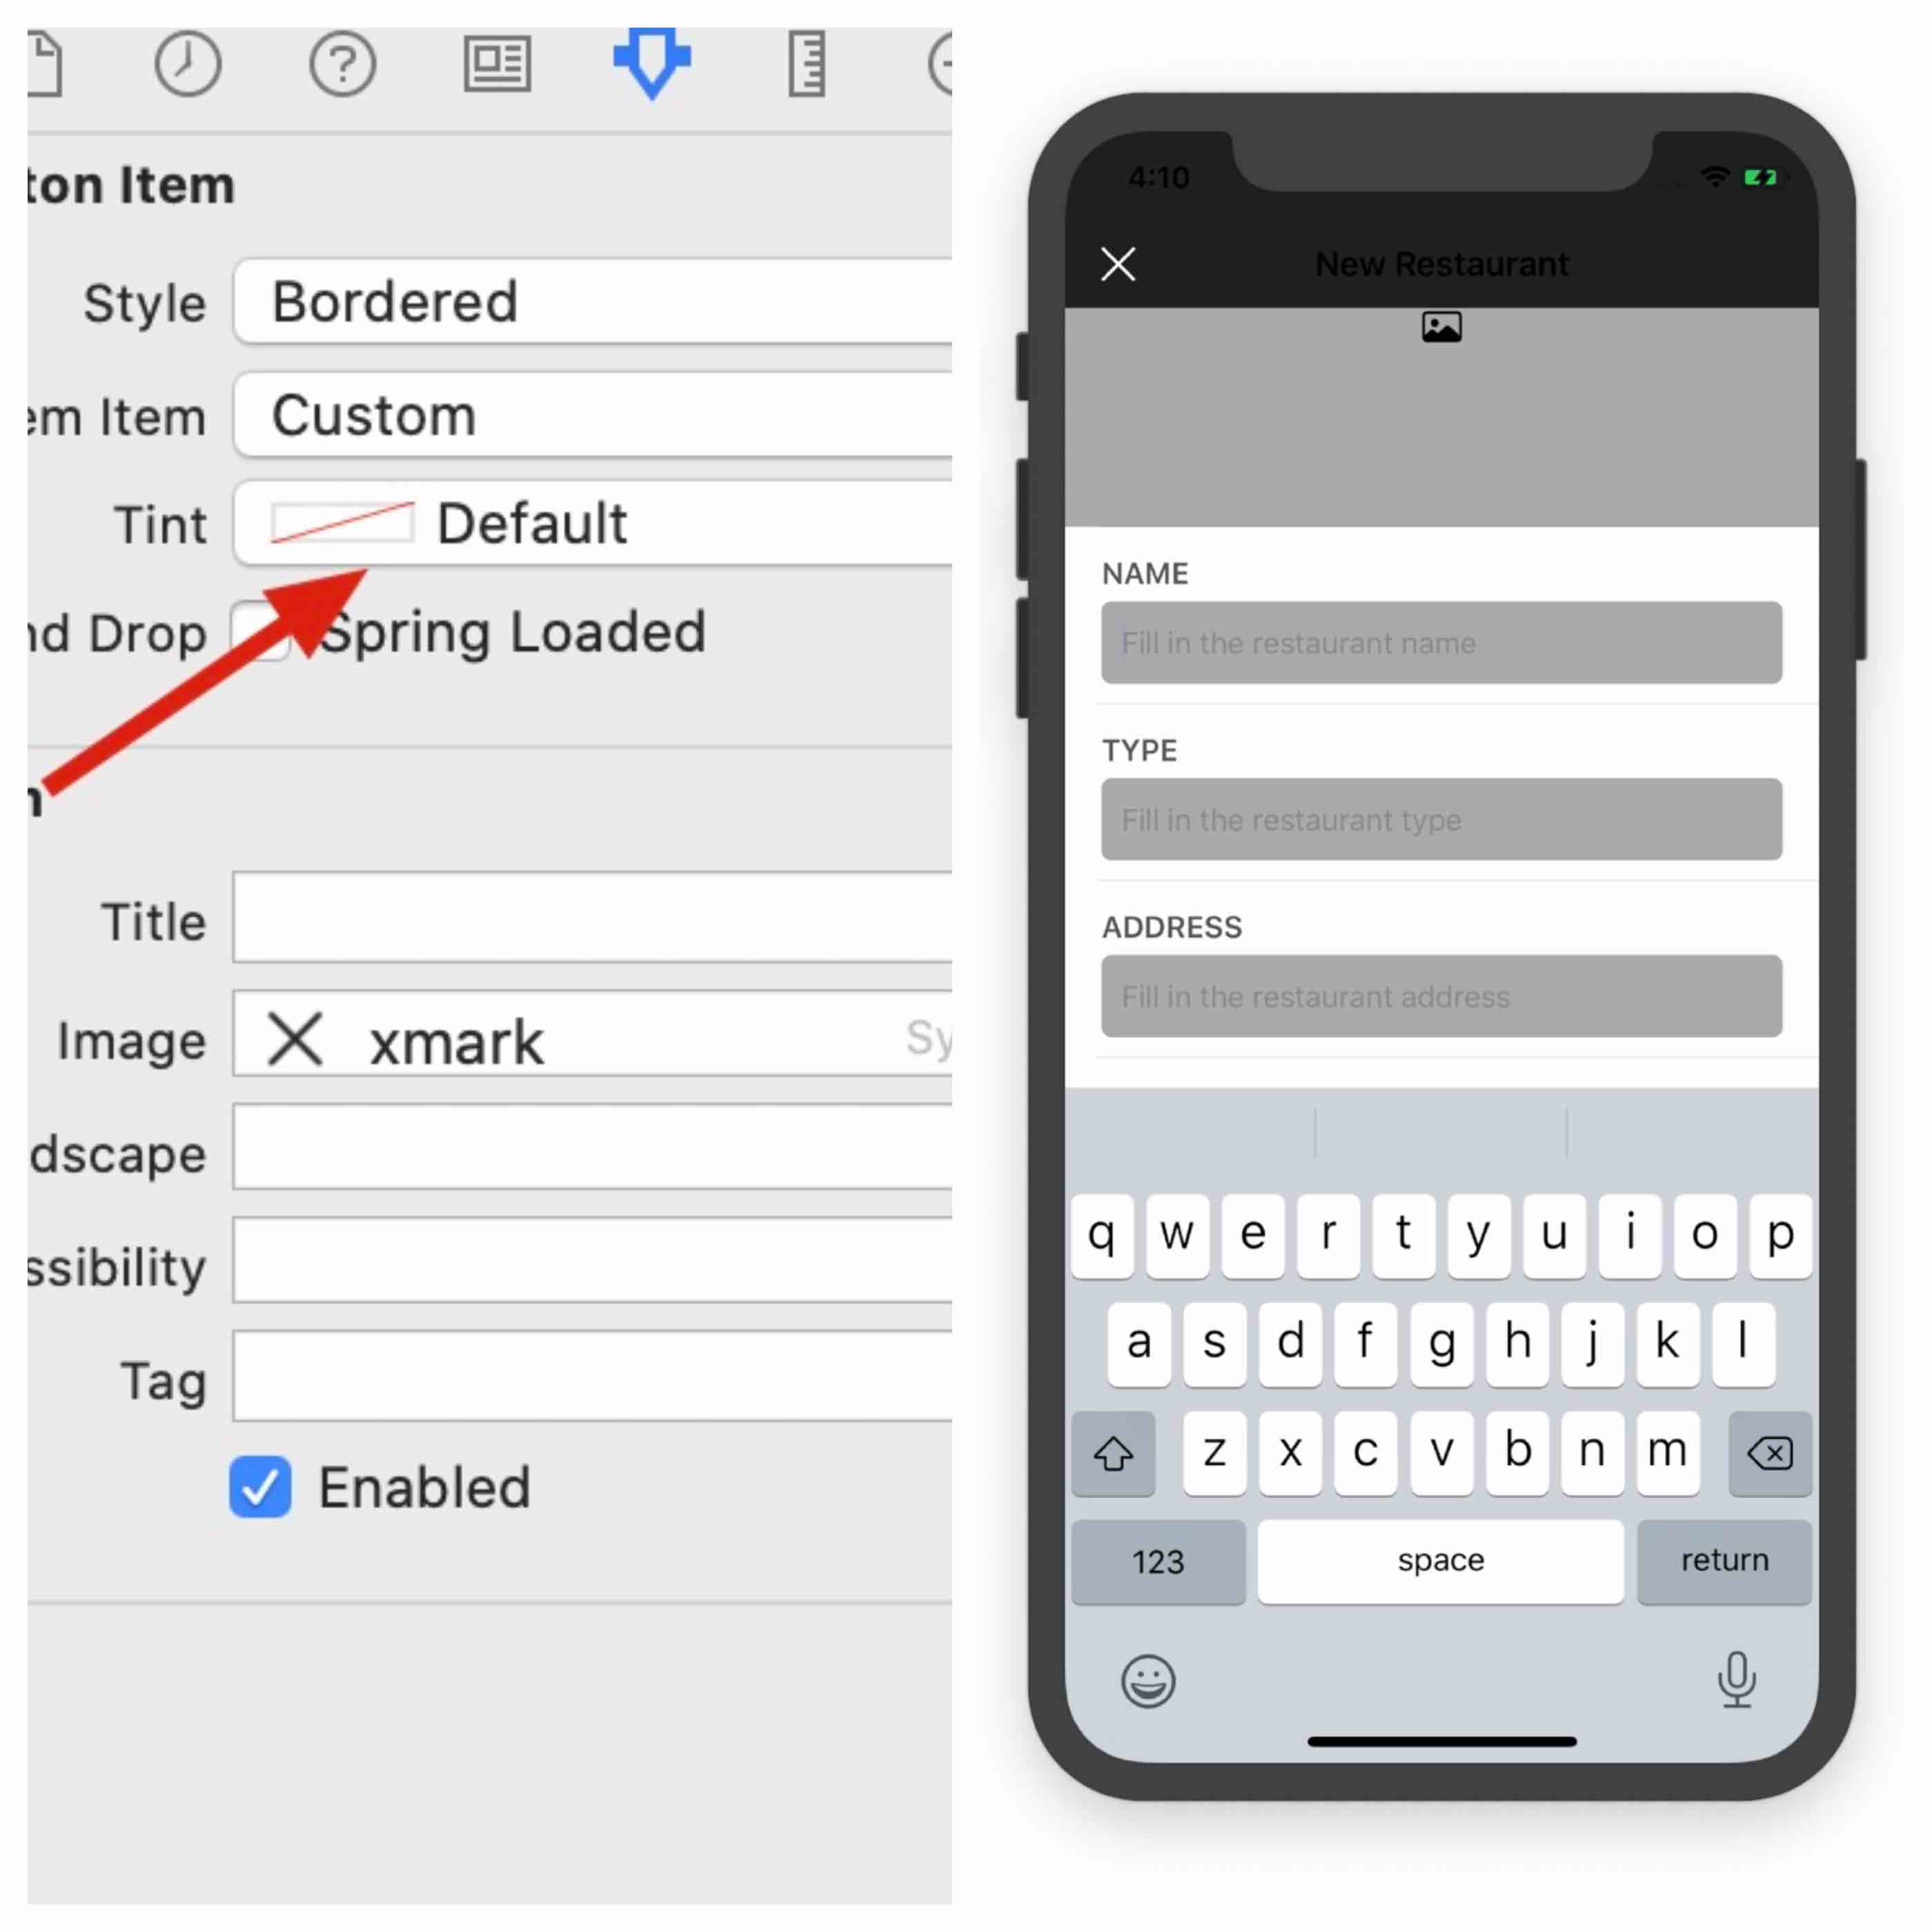 ton Item
Style Bordered
em Item Custom
Tint Default
nd Drop Spring Loaded
n
Title
Image xmark Sy
dscape
ssibility
Tag
Enabled
4:10
New Restaurant
NAME
Fill in the restaurant name
TYPE
Fill in the restaurant type
ADDRESS
Fill in the restaurant address
q w e r t y u i o p
a s d f g h j k l
z x c v b n m
123 space return